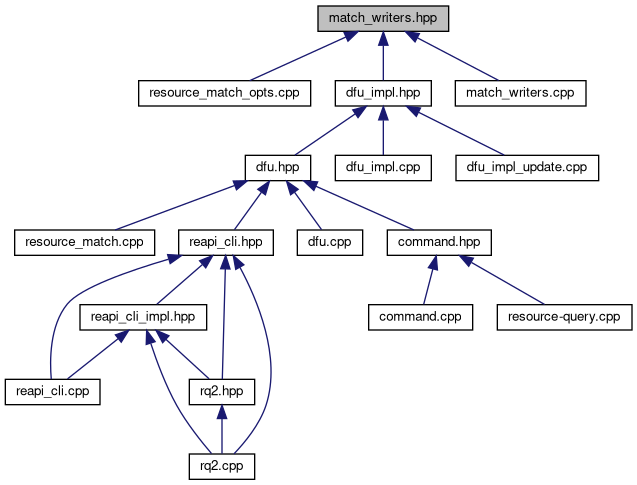 match_writers.hpp
resource_match_opts.cpp
dfu_impl.hpp
match_writers.cpp
dfu.hpp
dfu_impl.cpp
dfu_impl_update.cpp
resource_match.cpp
reapi_cli.hpp
dfu.cpp
command.hpp
reapi_cli_impl.hpp
command.cpp
resource-query.cpp
reapi_cli.cpp
rq2.hpp
rq2.cpp